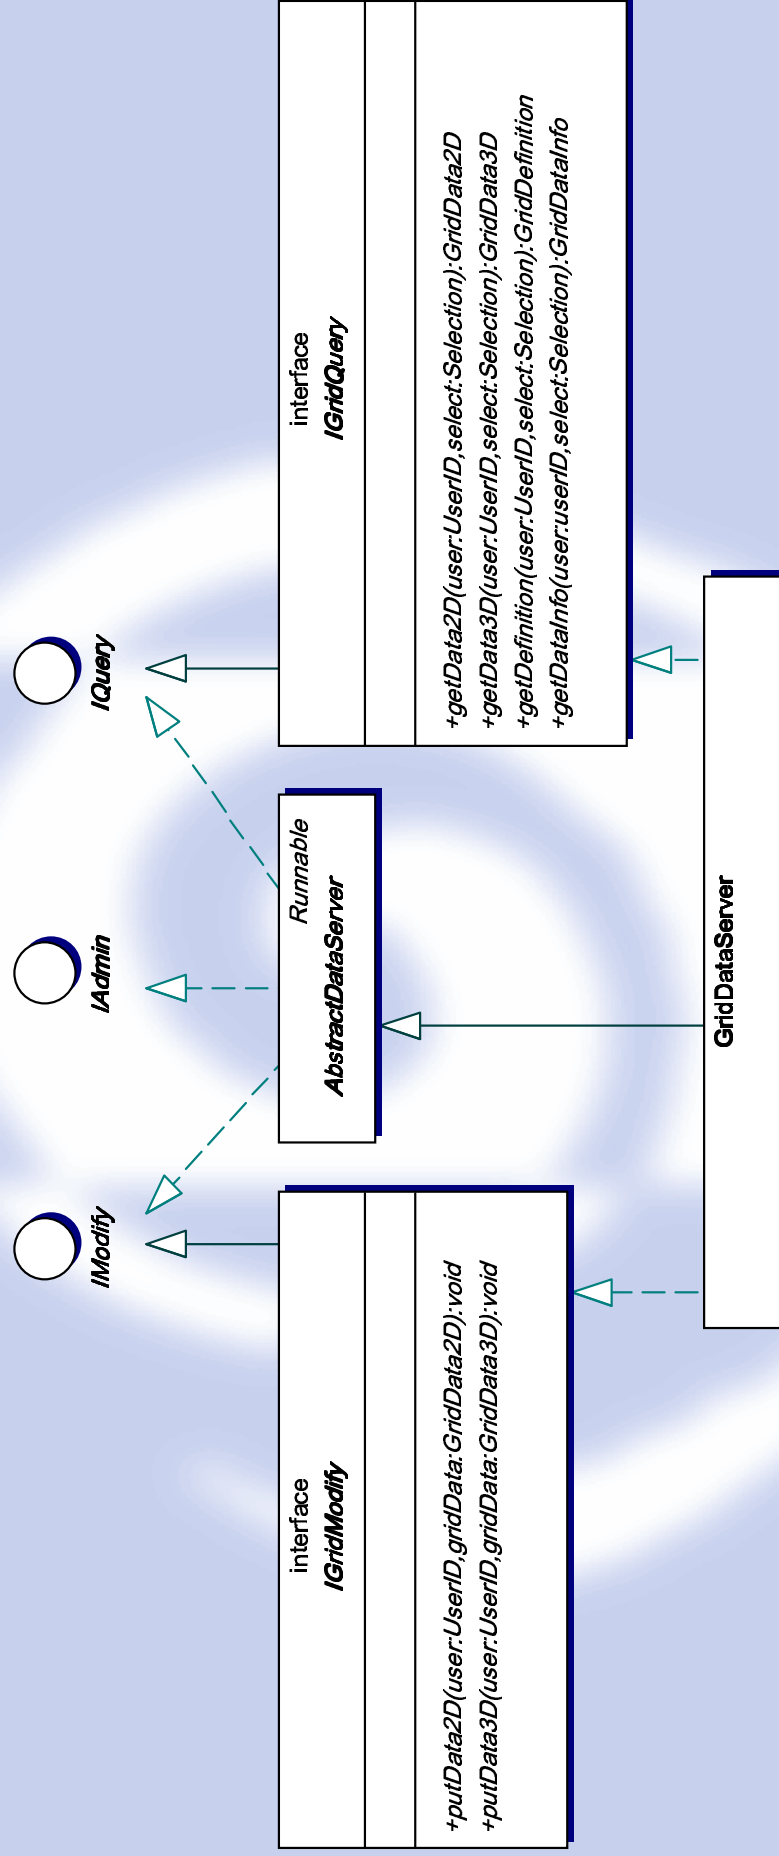 IModify
IAdmin
IQuery
interface
IGridModify
+putData2D(user:UserID,gridData:GridData2D):void
+putData3D(user:UserID,gridData:GridData3D):void
Runnable
AbstractDataServer
interface
IGridQuery
+getData2D(user:UserID,select:Selection):GridData2D
+getData3D(user:UserID,select:Selection):GridData3D
+getDefinition(user:UserID,select:Selection):GridDefinition
+getDataInfo(user:userID,select:Selection):GridDataInfo
GridDataServer